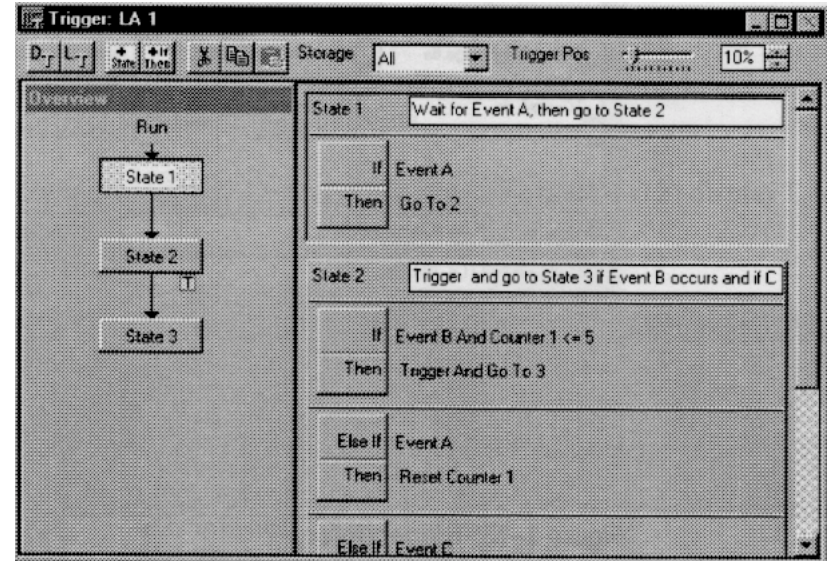 Trigger: LA 1
D L + State + If Then Storage All Trigger Pos 10%
Overview
Run
State 1
State 2
T
State 3
State 1 Wait for Event A, then go to State 2
If Event A
Then Go To 2
State 2 Trigger and go to State 3 if Event B occurs and if C
If Event B And Counter 1 <= 5
Then Trigger And Go To 3
Else If Event A
Then Reset Counter 1
Else If Event C